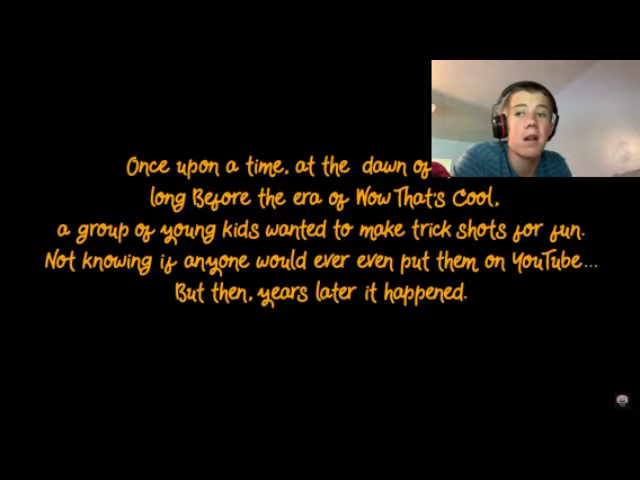 Once upon a time, at the dawn of
long Before the era of WowThat's Cool,
a group of young kids wanted to make trick shots for fun.
Not knowing if anyone would ever even put them on YouTube...
But then, years later it happened.